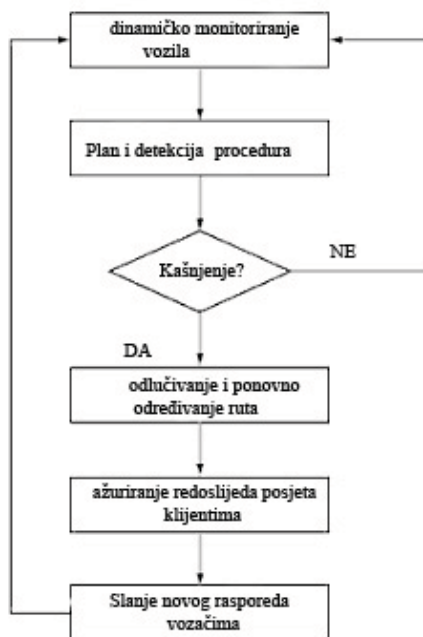 dinamičko monitoriranje
vozila
Plan i detekcija procedura
Kašnjenje?
NE
DA
odlučivanje i ponovno
određivanje ruta
ažuriranje redoslijeda posjeta
klijentima
Slanje novog rasporeda
vozačima